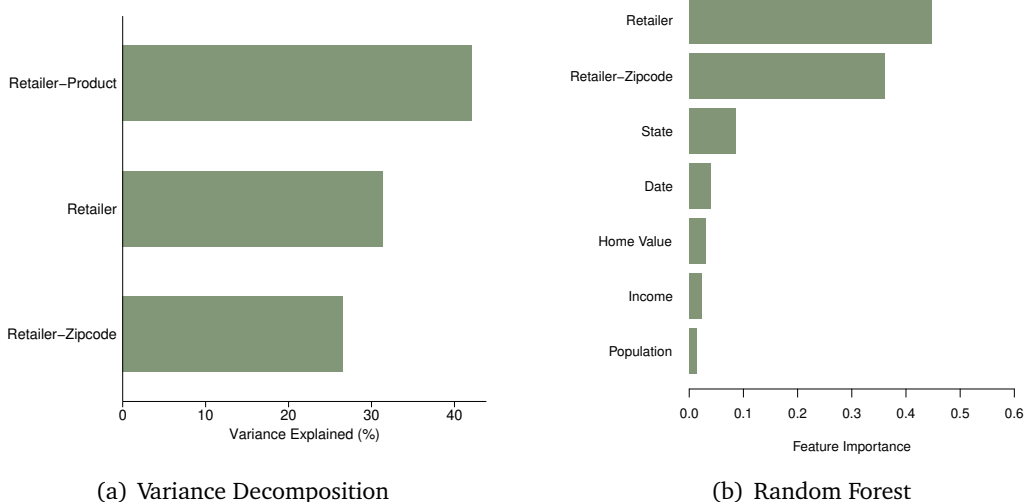 Retailer–Product
Retailer
Retailer–Zipcode
0 10 20 30 40
Variance Explained (%)
(a) Variance Decomposition
Retailer
Retailer-Zipcode
State
Date
Home Value
Income
Population
0.0 0.1 0.2 0.3 0.4 0.5 0.6
Feature Importance
(b) Random Forest